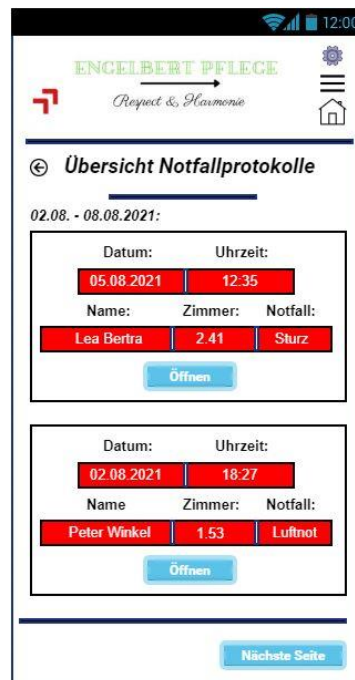 12:00
ENGELBERT PFLEGE
Respect & Harmonie
Übersicht Notfallprotokolle
02.08. - 08.08.2021:
Datum: Uhrzeit:
05.08.2021 12:35
Name: Zimmer: Notfall:
Lea Bertra 2.41 Sturz
Öffnen
Datum: Uhrzeit:
02.08.2021 18:27
Name Zimmer: Notfall:
Peter Winkel 1.53 Luftnot
Öffnen
Nächste Seite